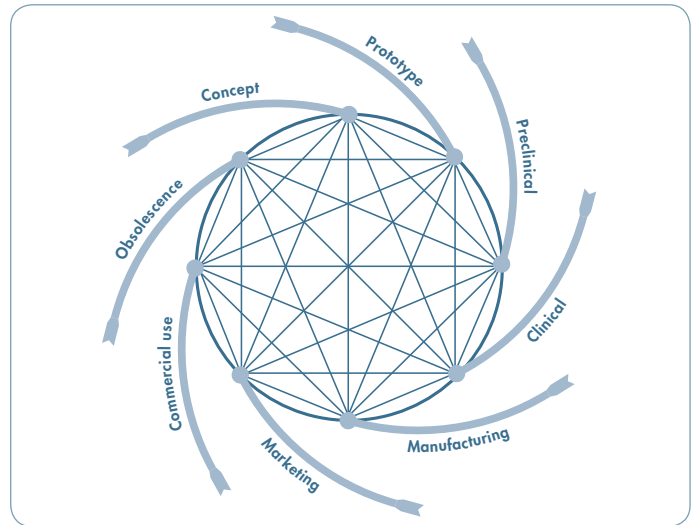 Concept
Prototype
Preclinical
Clinical
Manufacturing
Marketing
Commercial use
Obsolescence